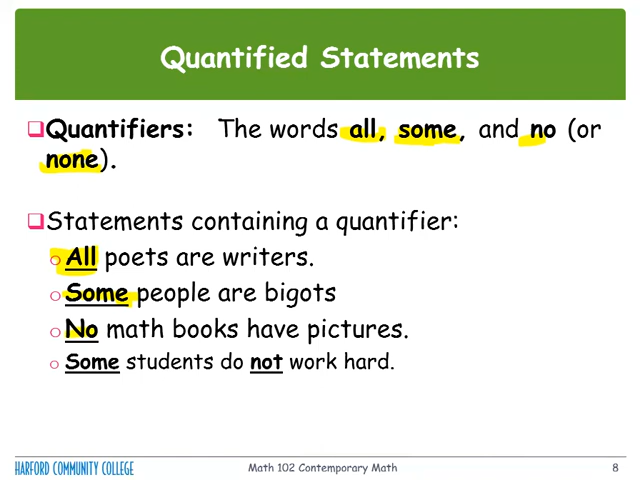 Quantified Statements
Quantifiers: The words all, some, and no (or
none).
Statements containing a quantifier:
All poets are writers.
Some people are bigots
No math books have pictures.
Some students do not work hard.
HARFORD COMMUNITY COLLEGE
Math 102 Contemporary Math
8